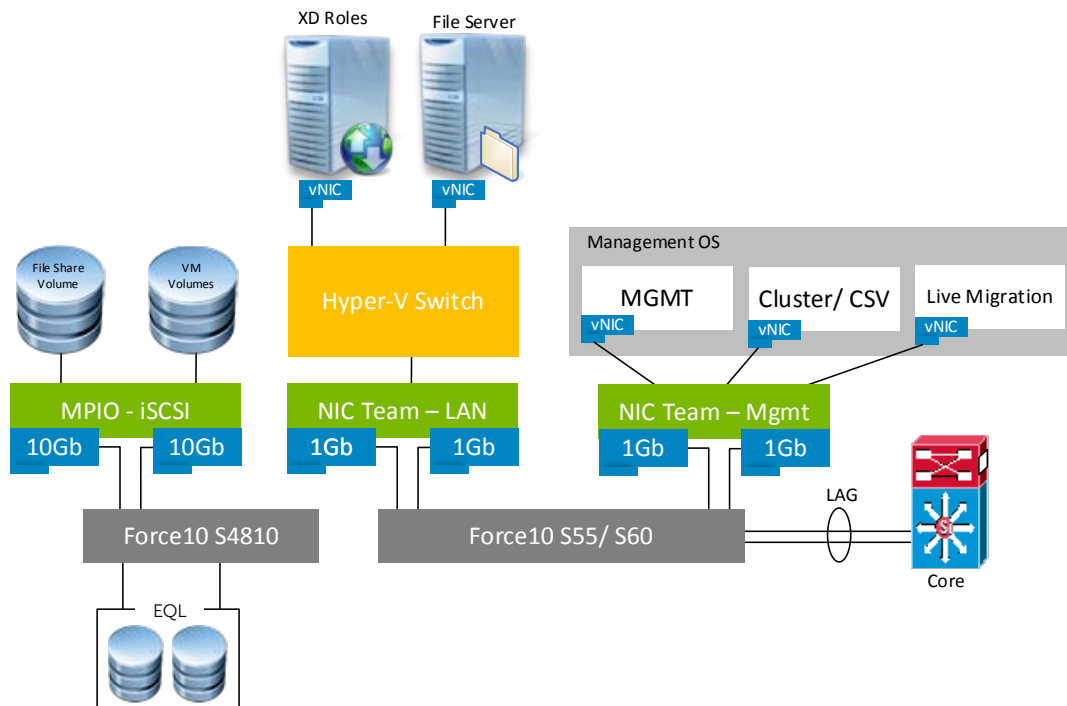 XD Roles
File Server
vNIC
vNIC
File Share
Volume
VM
Volumes
Hyper-V Switch
Management OS
MGMT
vNIC
Cluster/ CSV
vNIC
Live Migration
vNIC
MPIO - iSCSI
10Gb
10Gb
NIC Team – LAN
1Gb
1Gb
NIC Team – Mgmt
1Gb
1Gb
LAG
Si
Core
Force10 S4810
Force10 S55/ S60
EQL